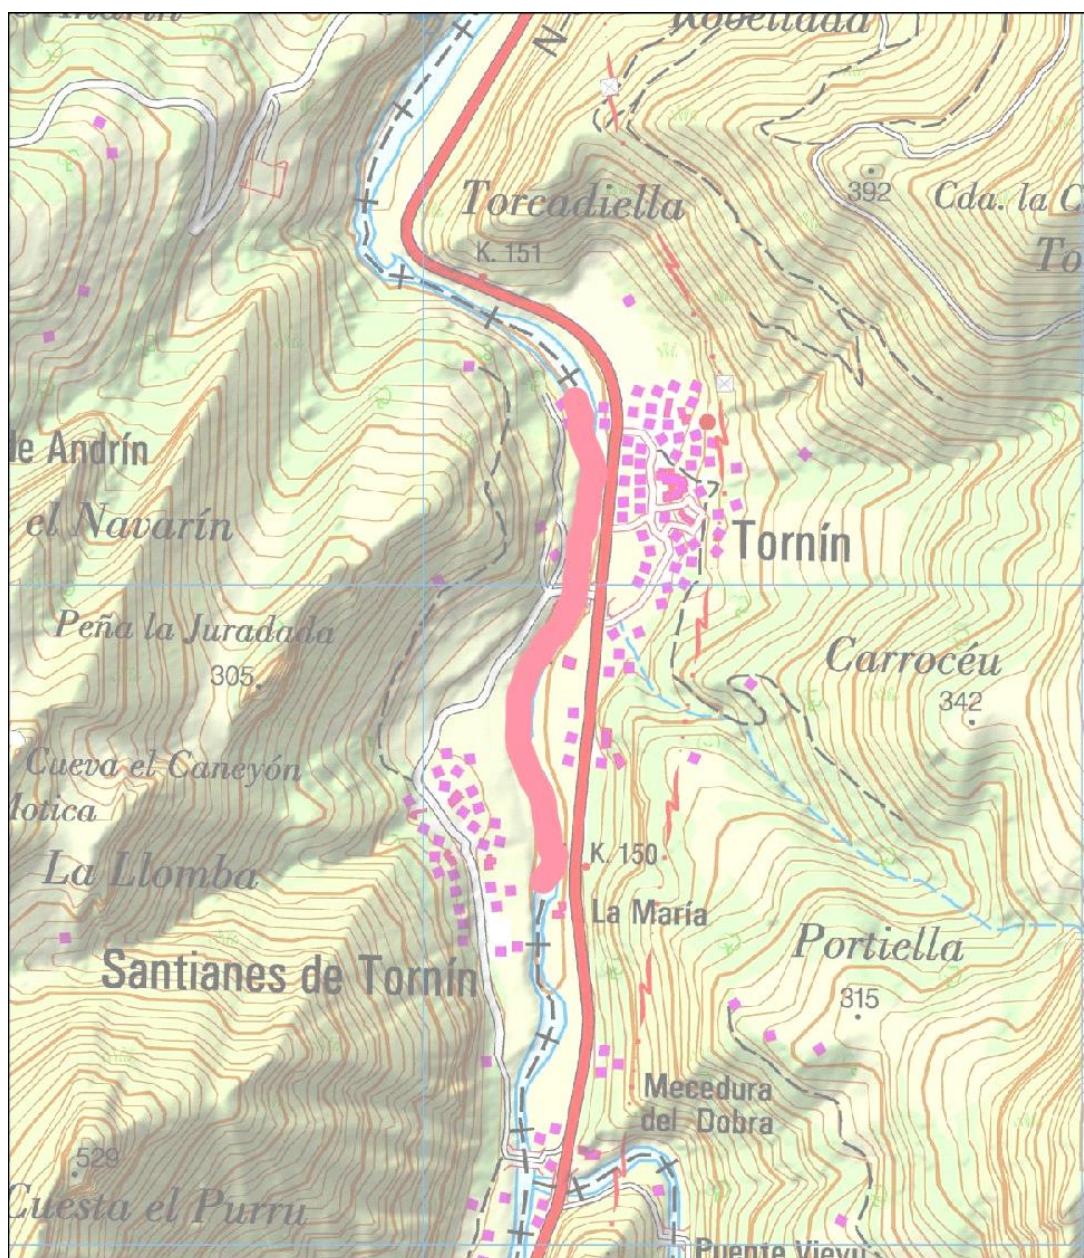 N-
Robellada
392
Cda. la C
Torcadiella
K. 151
To
de Andrín
el Navarín
Tornín
Peña la Juradada
305
Carrocéu
342
Cueva el Caneyón
Motica
La Llomba
K. 150
La María
Portiella
Santianes de Tornín
315
Mecedura
del Dobra
529
Cuesta el Purru
Puente Vieyu